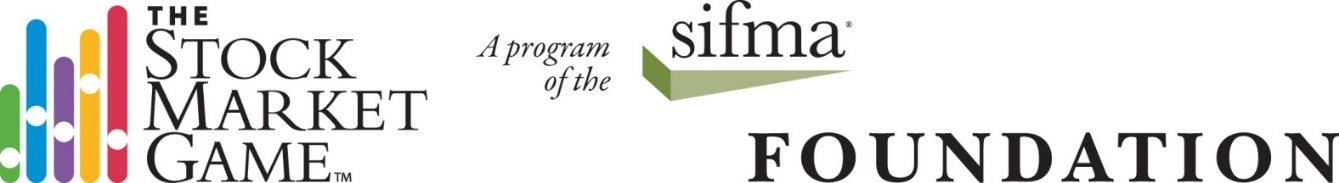 THE
STOCK
MARKET
GAME™
A program
of the
sifma®
FOUNDATION